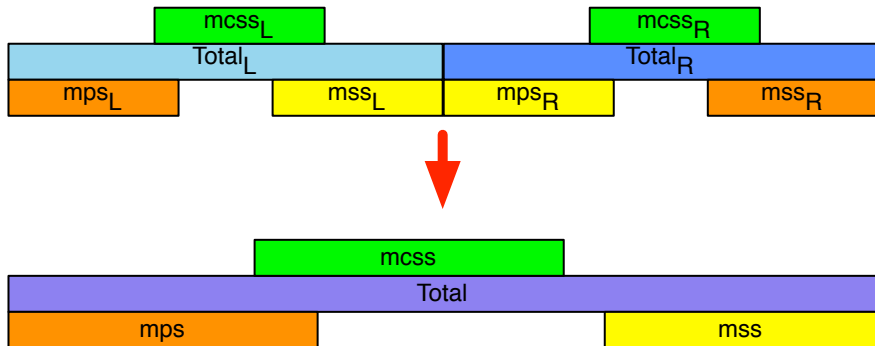 mcssL mcssR
TotalL TotalR
mpsL mssL mpsR mssR
mcss
Total
mps mss